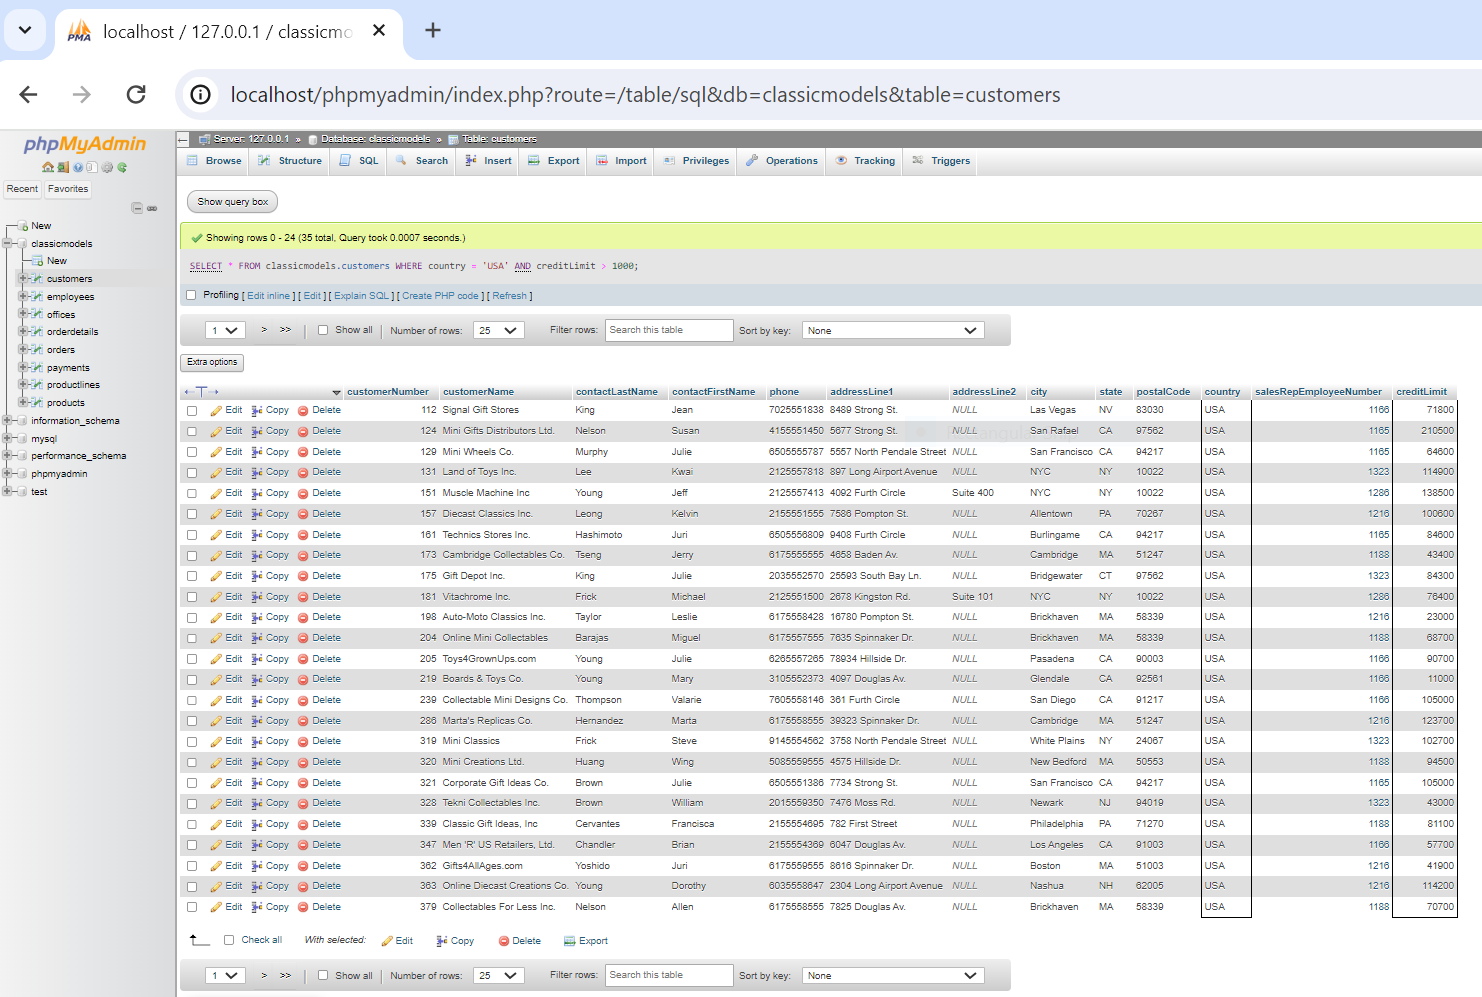 localhost / 127.0.0.1 / classicmo
localhost/phpmyadmin/index.php?route=/table/sql&db=classicmodels&table=customers
phpMyAdmin
Recent Favorites
New
classicmodels
New
customers
employees
offices
orderdetails
orders
payments
productlines
products
information_schema
mysql
performance_schema
phpmyadmin
test
Server: 127.0.0.1 » Database: classicmodels » Table: customers
Browse Structure SQL Search Insert Export Import Privileges Operations Tracking Triggers
Show query box
Showing rows 0 - 24 (35 total, Query took 0.0007 seconds.)
SELECT * FROM classicmodels.customers WHERE country = 'USA' AND creditLimit > 1000;
Profiling [ Edit inline ] [ Edit ] [ Explain SQL ] [ Create PHP code ] [ Refresh ]
1 > >> Show all Number of rows: 25 Filter rows: Search this table Sort by key: None
Extra options
customerNumber customerName contactLastName contactFirstName phone addressLine1 addressLine2 city state postalCode country salesRepEmployeeNumber creditLimit
Edit Copy Delete 112 Signal Gift Stores King Jean 7025551838 8489 Strong St. NULL Las Vegas NV 83030 USA 1166 71800
Edit Copy Delete 124 Mini Gifts Distributors Ltd. Nelson Susan 4155551450 5677 Strong St. NULL San Rafael CA 97562 USA 1165 210500
Edit Copy Delete 129 Mini Wheels Co. Murphy Julie 6505555787 5557 North Pendale Street NULL San Francisco CA 94217 USA 1165 64600
Edit Copy Delete 131 Land of Toys Inc. Lee Kwai 2125557818 897 Long Airport Avenue NULL NYC NY 10022 USA 1323 114900
Edit Copy Delete 151 Muscle Machine Inc Young Jeff 2125557413 4092 Furth Circle Suite 400 NYC NY 10022 USA 1286 138500
Edit Copy Delete 157 Diecast Classics Inc. Leong Kelvin 2155551555 7586 Pompton St. NULL Allentown PA 70267 USA 1216 100600
Edit Copy Delete 161 Technics Stores Inc. Hashimoto Juri 6505556809 9408 Furth Circle NULL Burlingame CA 94217 USA 1165 84600
Edit Copy Delete 173 Cambridge Collectables Co. Tseng Jerry 6175555555 4658 Baden Av. NULL Cambridge MA 51247 USA 1188 43400
Edit Copy Delete 175 Gift Depot Inc. King Julie 2035552570 25593 South Bay Ln. NULL Bridgewater CT 97562 USA 1323 84300
Edit Copy Delete 181 Vitachrome Inc. Frick Michael 2125551500 2678 Kingston Rd. Suite 101 NYC NY 10022 USA 1286 76400
Edit Copy Delete 198 Auto-Moto Classics Inc. Taylor Leslie 6175558428 16780 Pompton St. NULL Brickhaven MA 58339 USA 1216 23000
Edit Copy Delete 204 Online Mini Collectables Barajas Miguel 6175557555 7635 Spinnaker Dr. NULL Brickhaven MA 58339 USA 1188 68700
Edit Copy Delete 205 Toys4GrownUps.com Young Julie 6265557265 78934 Hillside Dr. NULL Pasadena CA 90003 USA 1166 90700
Edit Copy Delete 219 Boards & Toys Co. Young Mary 3105552373 4097 Douglas Av. NULL Glendale CA 92561 USA 1166 11000
Edit Copy Delete 239 Collectable Mini Designs Co. Thompson Valarie 7605558146 361 Furth Circle NULL San Diego CA 91217 USA 1166 105000
Edit Copy Delete 286 Marta's Replicas Co. Hernandez Marta 6175558555 39323 Spinnaker Dr. NULL Cambridge MA 51247 USA 1216 123700
Edit Copy Delete 319 Mini Classics Frick Steve 9145554562 3758 North Pendale Street NULL White Plains NY 24067 USA 1323 102700
Edit Copy Delete 320 Mini Creations Ltd. Huang Wing 5085559555 4575 Hillside Dr. NULL New Bedford MA 50553 USA 1188 94500
Edit Copy Delete 321 Corporate Gift Ideas Co. Brown Julie 6505551386 7734 Strong St. NULL San Francisco CA 94217 USA 1165 105000
Edit Copy Delete 328 Tekni Collectables Inc. Brown William 2015559350 7476 Moss Rd. NULL Newark NJ 94019 USA 1323 43000
Edit Copy Delete 339 Classic Gift Ideas, Inc Cervantes Francisca 2155554695 782 First Street NULL Philadelphia PA 71270 USA 1188 81100
Edit Copy Delete 347 Men 'R' US Retailers, Ltd. Chandler Brian 2155554369 6047 Douglas Av. NULL Los Angeles CA 91003 USA 1166 57700
Edit Copy Delete 362 Gifts4AllAges.com Yoshido Juri 6175559555 8616 Spinnaker Dr. NULL Boston MA 51003 USA 1216 41900
Edit Copy Delete 363 Online Diecast Creations Co. Young Dorothy 6035558647 2304 Long Airport Avenue NULL Nashua NH 62005 USA 1216 114200
Edit Copy Delete 379 Collectables For Less Inc. Nelson Allen 6175558555 7825 Douglas Av. NULL Brickhaven MA 58339 USA 1188 70700
Check all With selected: Edit Copy Delete Export
1 > >> Show all Number of rows: 25 Filter rows: Search this table Sort by key: None